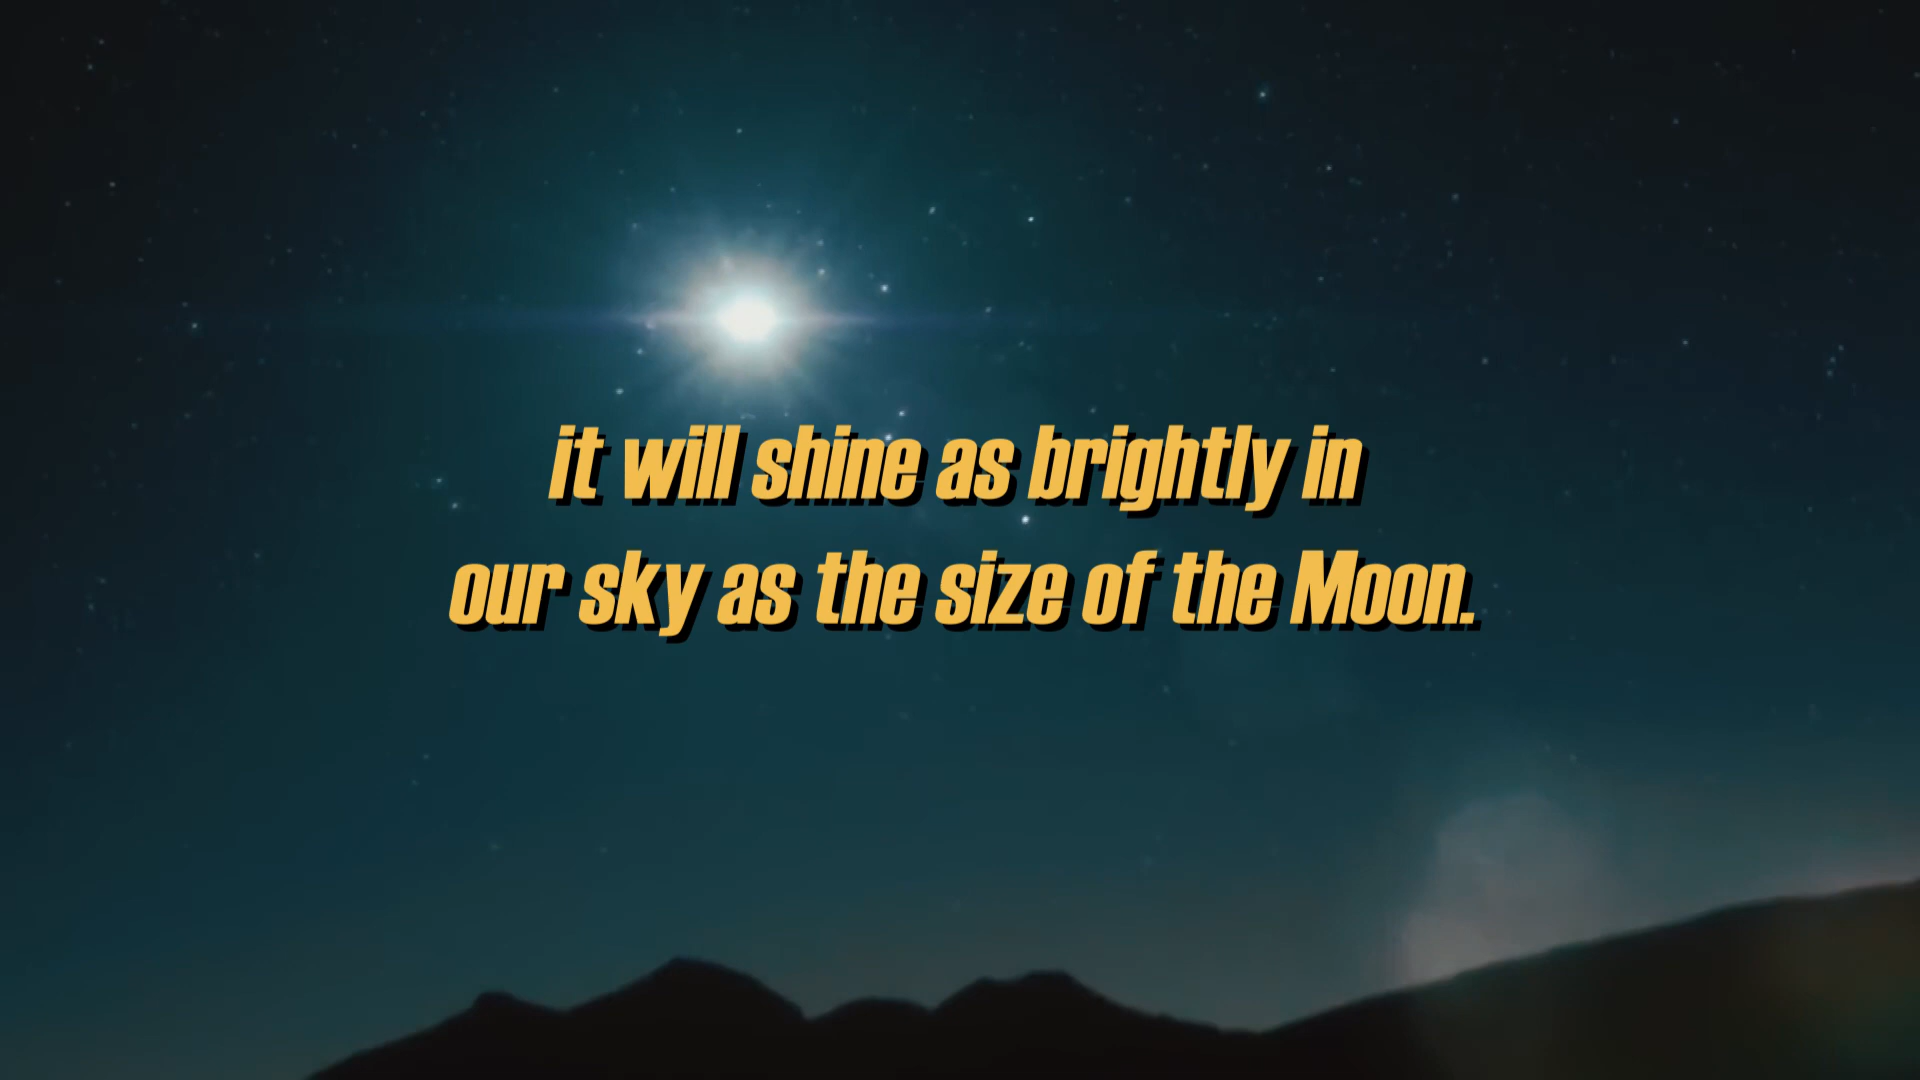 it will shine as brightly in
our sky as the size of the Moon.